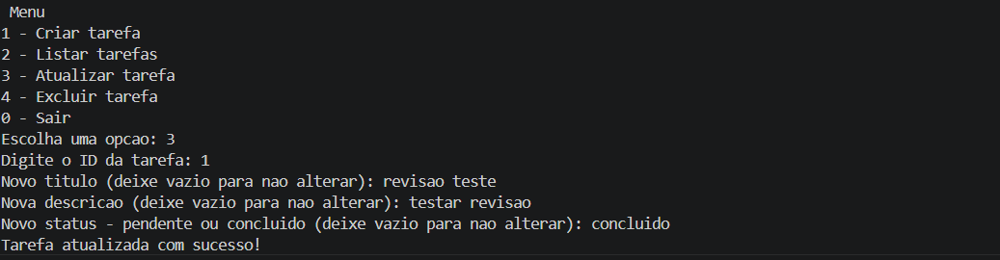 Menu
1 - Criar tarefa
2 - Listar tarefas
3 - Atualizar tarefa
4 - Excluir tarefa
0 - Sair
Escolha uma opcao: 3
Digite o ID da tarefa: 1
Novo titulo (deixe vazio para nao alterar): revisao teste
Nova descricao (deixe vazio para nao alterar): testar revisao
Novo status - pendente ou concluido (deixe vazio para nao alterar): concluido
Tarefa atualizada com sucesso!